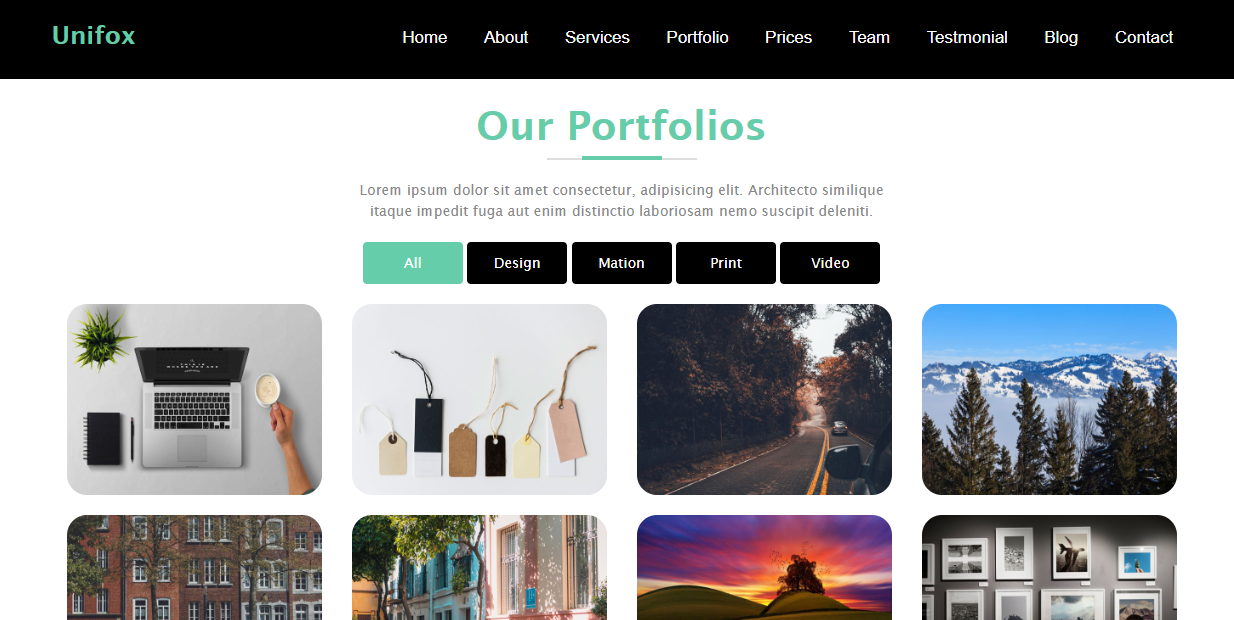 Unifox
Home About Services Portfolio Prices Team Testmonial Blog Contact
Our Portfolios
Lorem ipsum dolor sit amet consectetur, adipisicing elit. Architecto similique
itaque impedit fuga aut enim distinctio laboriosam nemo suscipit deleniti.
All Design Mation Print Video